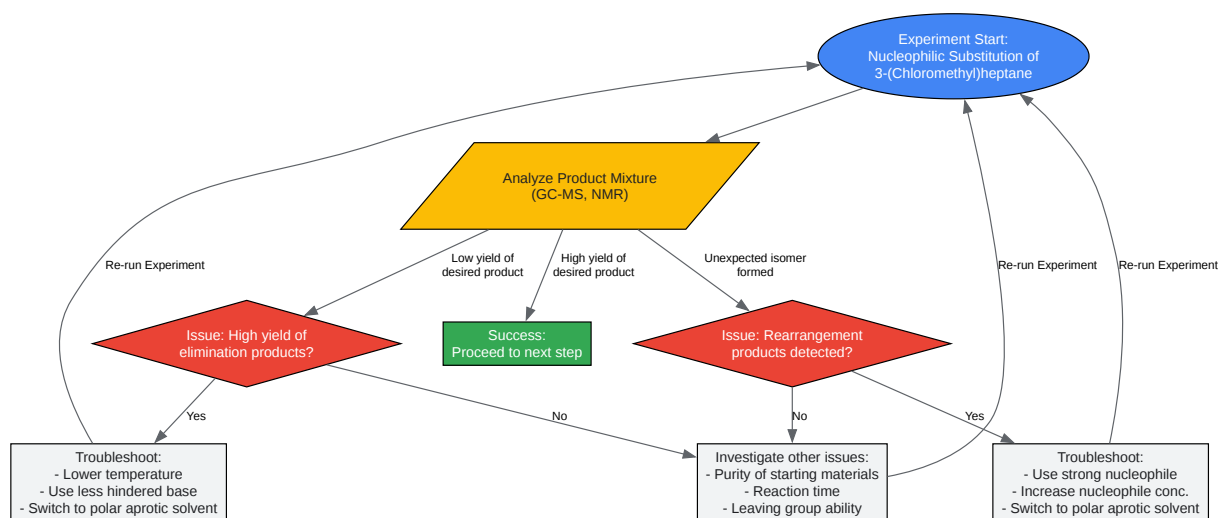 Experiment Start:
Nucleophilic Substitution of
3-(Chloromethyl)heptane
Analyze Product Mixture
(GC-MS, NMR)
Re-run Experiment
Low yield of
desired product
High yield of
desired product
Unexpected isomer
formed
Re-run Experiment
Re-run Experiment
Issue: High yield of
elimination products?
Success:
Proceed to next step
Issue: Rearrangement
products detected?
Yes
No
No
Yes
Troubleshoot:
- Lower temperature
- Use less hindered base
- Switch to polar aprotic solvent
Investigate other issues:
- Purity of starting materials
- Reaction time
- Leaving group ability
Troubleshoot:
- Use strong nucleophile
- Increase nucleophile conc.
- Switch to polar aprotic solvent